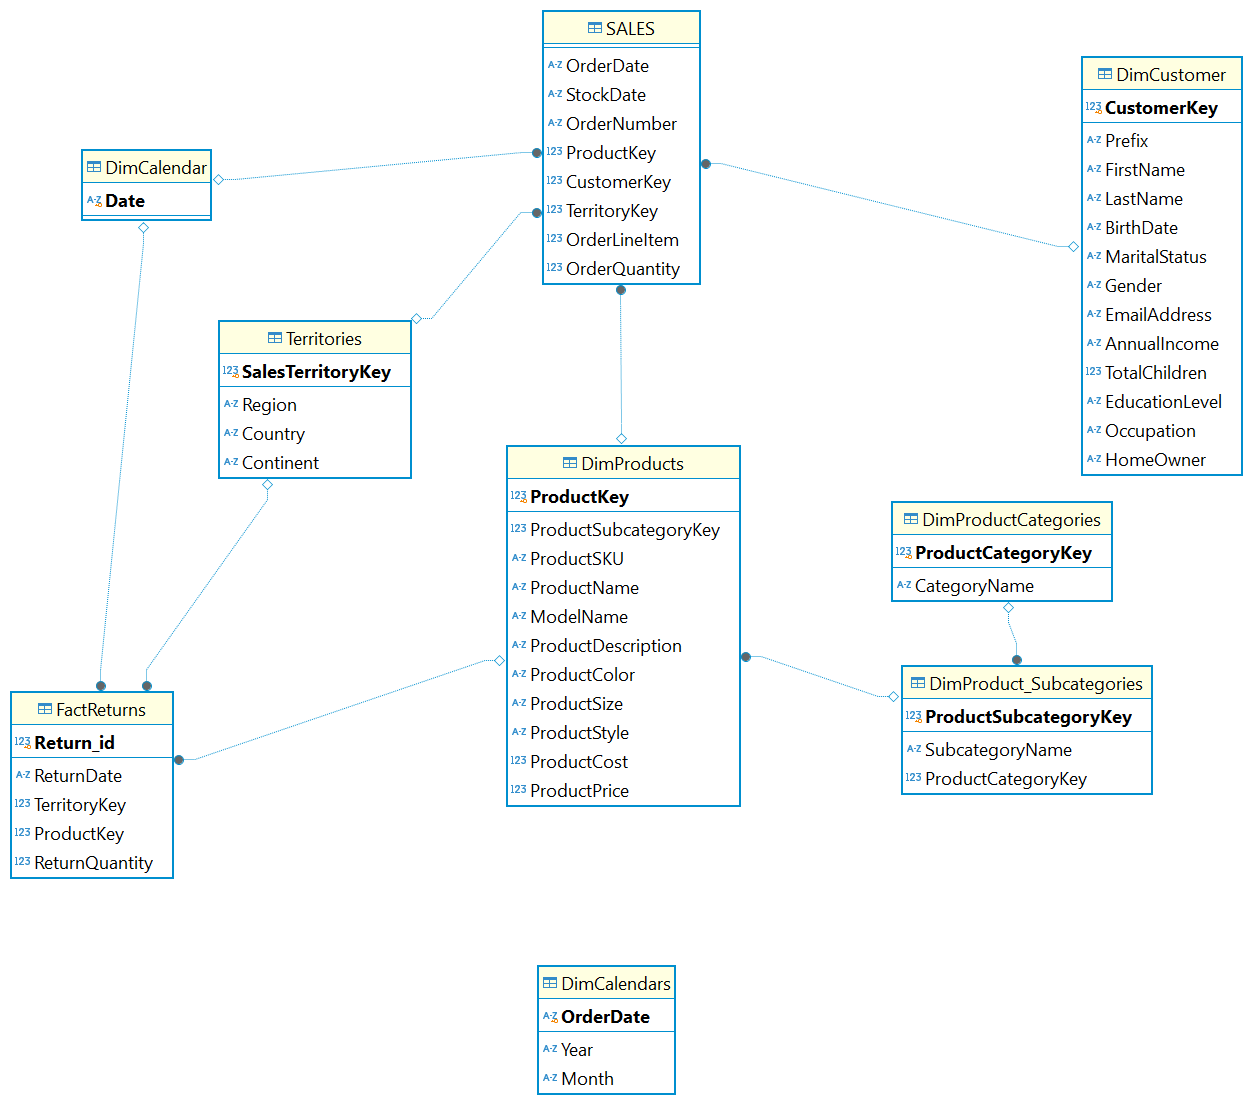 SALES
A-Z OrderDate
A-Z StockDate
A-Z OrderNumber
123 ProductKey
123 CustomerKey
123 TerritoryKey
123 OrderLineItem
123 OrderQuantity
DimCustomer
123 CustomerKey
A-Z Prefix
A-Z FirstName
A-Z LastName
A-Z BirthDate
A-Z MaritalStatus
A-Z Gender
A-Z EmailAddress
A-Z AnnualIncome
123 TotalChildren
A-Z EducationLevel
A-Z Occupation
A-Z HomeOwner
DimCalendar
A-Z Date
Territories
123 SalesTerritoryKey
A-Z Region
A-Z Country
A-Z Continent
DimProducts
123 ProductKey
123 ProductSubcategoryKey
A-Z ProductSKU
A-Z ProductName
A-Z ModelName
A-Z ProductDescription
A-Z ProductColor
A-Z ProductSize
A-Z ProductStyle
123 ProductCost
123 ProductPrice
DimProductCategories
123 ProductCategoryKey
A-Z CategoryName
DimProduct_Subcategories
123 ProductSubcategoryKey
A-Z SubcategoryName
123 ProductCategoryKey
FactReturns
123 Return_id
A-Z ReturnDate
123 TerritoryKey
123 ProductKey
123 ReturnQuantity
DimCalendars
A-Z OrderDate
A-Z Year
A-Z Month